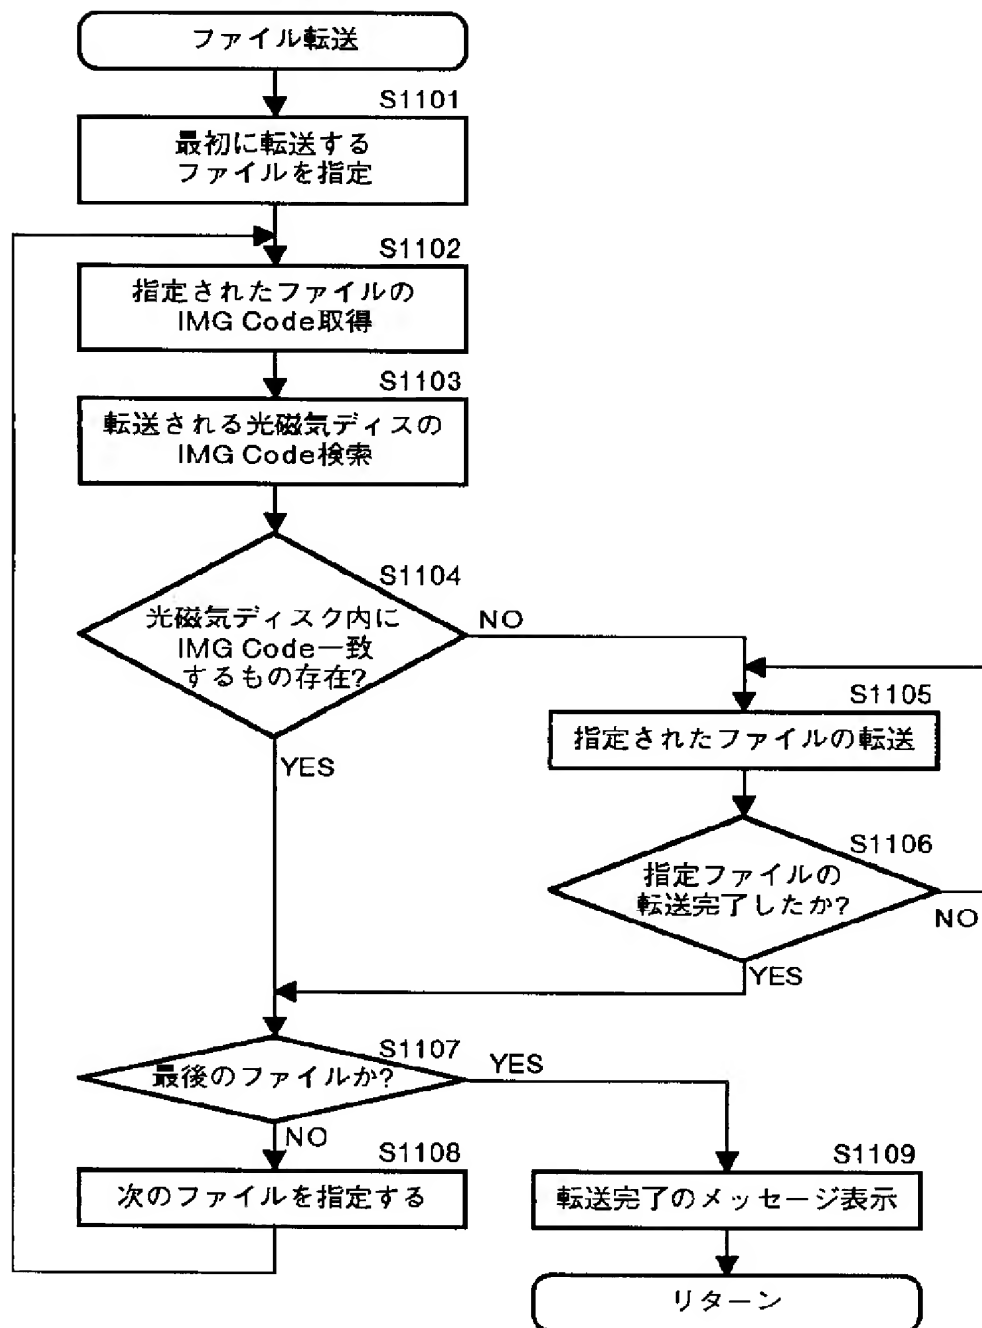 ファイル転送
S1101
最初に転送する
ファイルを指定
S1102
指定されたファイルの
IMG Code取得
S1103
転送される光磁気ディスの
IMG Code検索
S1104
光磁気ディスク内に
IMG Code一致
するもの存在?
NO
YES
S1105
指定されたファイルの転送
S1106
指定ファイルの
転送完了したか?
NO
YES
S1107
最後のファイルか?
YES
NO
S1108
次のファイルを指定する
S1109
転送完了のメッセージ表示
リターン